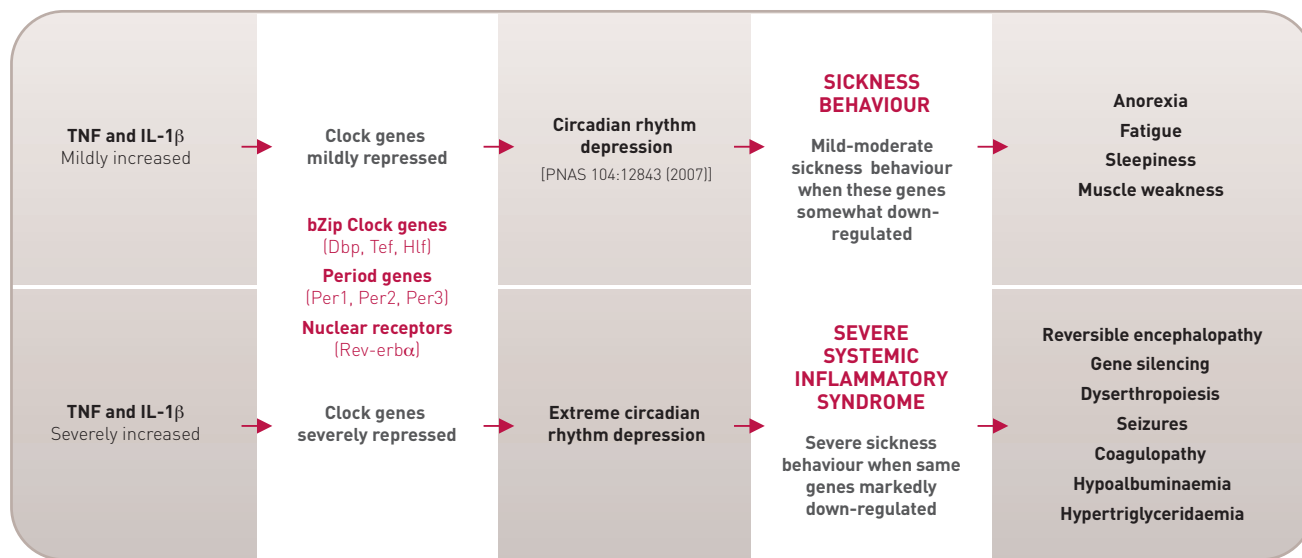 TNF and IL-1β
Mildly increased
Clock genes
mildly repressed
Circadian rhythm
depression
[PNAS 104:12843 (2007)]
SICKNESS
BEHAVIOUR
Mild-moderate
sickness behaviour
when these genes
somewhat down-
regulated
Anorexia
Fatigue
Sleepiness
Muscle weakness
bZip Clock genes
(Dbp, Tef, Hlf)
Period genes
(Per1, Per2, Per3)
Nuclear receptors
(Rev-erbα)
TNF and IL-1β
Severely increased
Clock genes
severely repressed
Extreme circadian
rhythm depression
SEVERE
SYSTEMIC
INFLAMMATORY
SYNDROME
Severe sickness
behaviour when same
genes markedly
down-regulated
Reversible encephalopathy
Gene silencing
Dyserthropoiesis
Seizures
Coagulopathy
Hypoalbuminaemia
Hypertriglyceridaemia